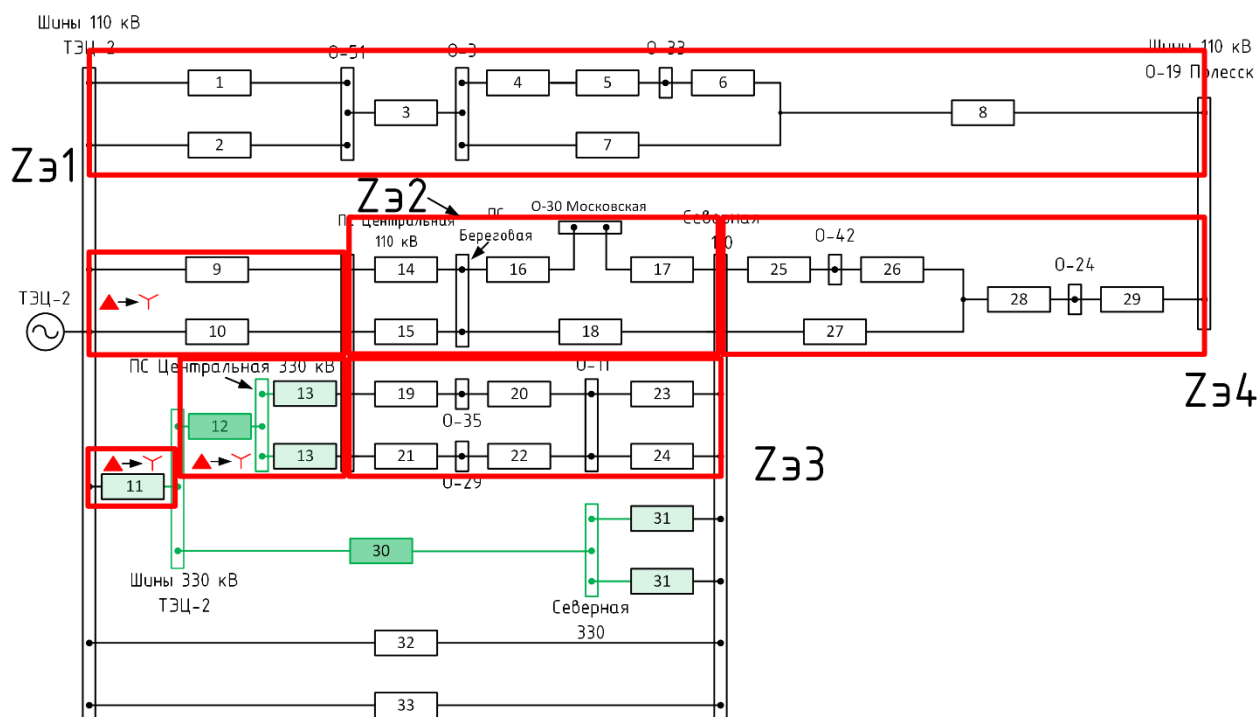 Шины 110 кВ
ТЭЦ-2
О-51
О-3
О-33
Шины 110 кВ
О-19 Полесск
1
2
3
4
5
6
7
8
Zэ1
Zэ2
ПС Центральная
110 кВ
ПС
Береговая
О-30 Московская
Северная
110
О-42
О-24
9
10
14
15
16
17
18
25
26
27
28
29
ТЭЦ-2
Zэ4
ПС Центральная 330 кВ
О-11
13
12
13
11
19
20
23
О-35
21
22
24
О-29
Zэ3
30
31
31
Шины 330 кВ
ТЭЦ-2
Северная
330
32
33